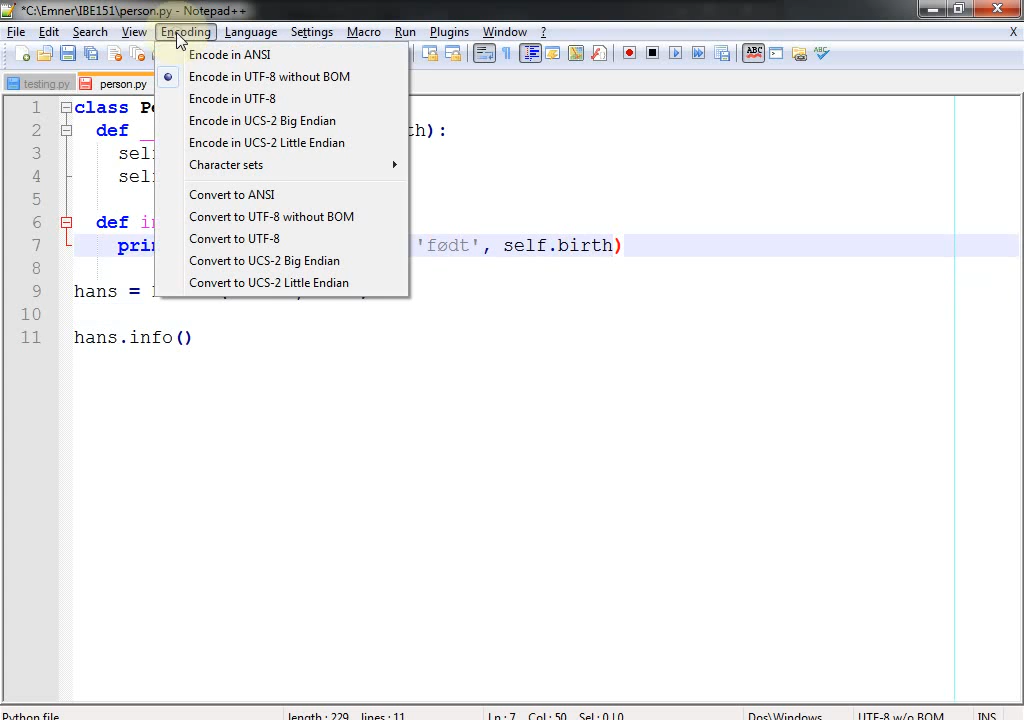 *C:\Emner\IBE151\person.py - Notepad++
File Edit Search View Encoding Language Settings Macro Run Plugins Window ? X
testing.py person.py
Encode in ANSI
Encode in UTF-8 without BOM
Encode in UTF-8
Encode in UCS-2 Big Endian
Encode in UCS-2 Little Endian
Character sets
Convert to ANSI
Convert to UTF-8 without BOM
Convert to UTF-8
Convert to UCS-2 Big Endian
Convert to UCS-2 Little Endian
1 class
2 def th):
3
4
5
6 def
7 'født', self.birth)
8
9 hans =
10
11 hans.info()
Python file length : 229 lines : 11 Ln : 7 Col : 50 Sel : 0 | 0 Dos\Windows UTF-8 w/o BOM INS